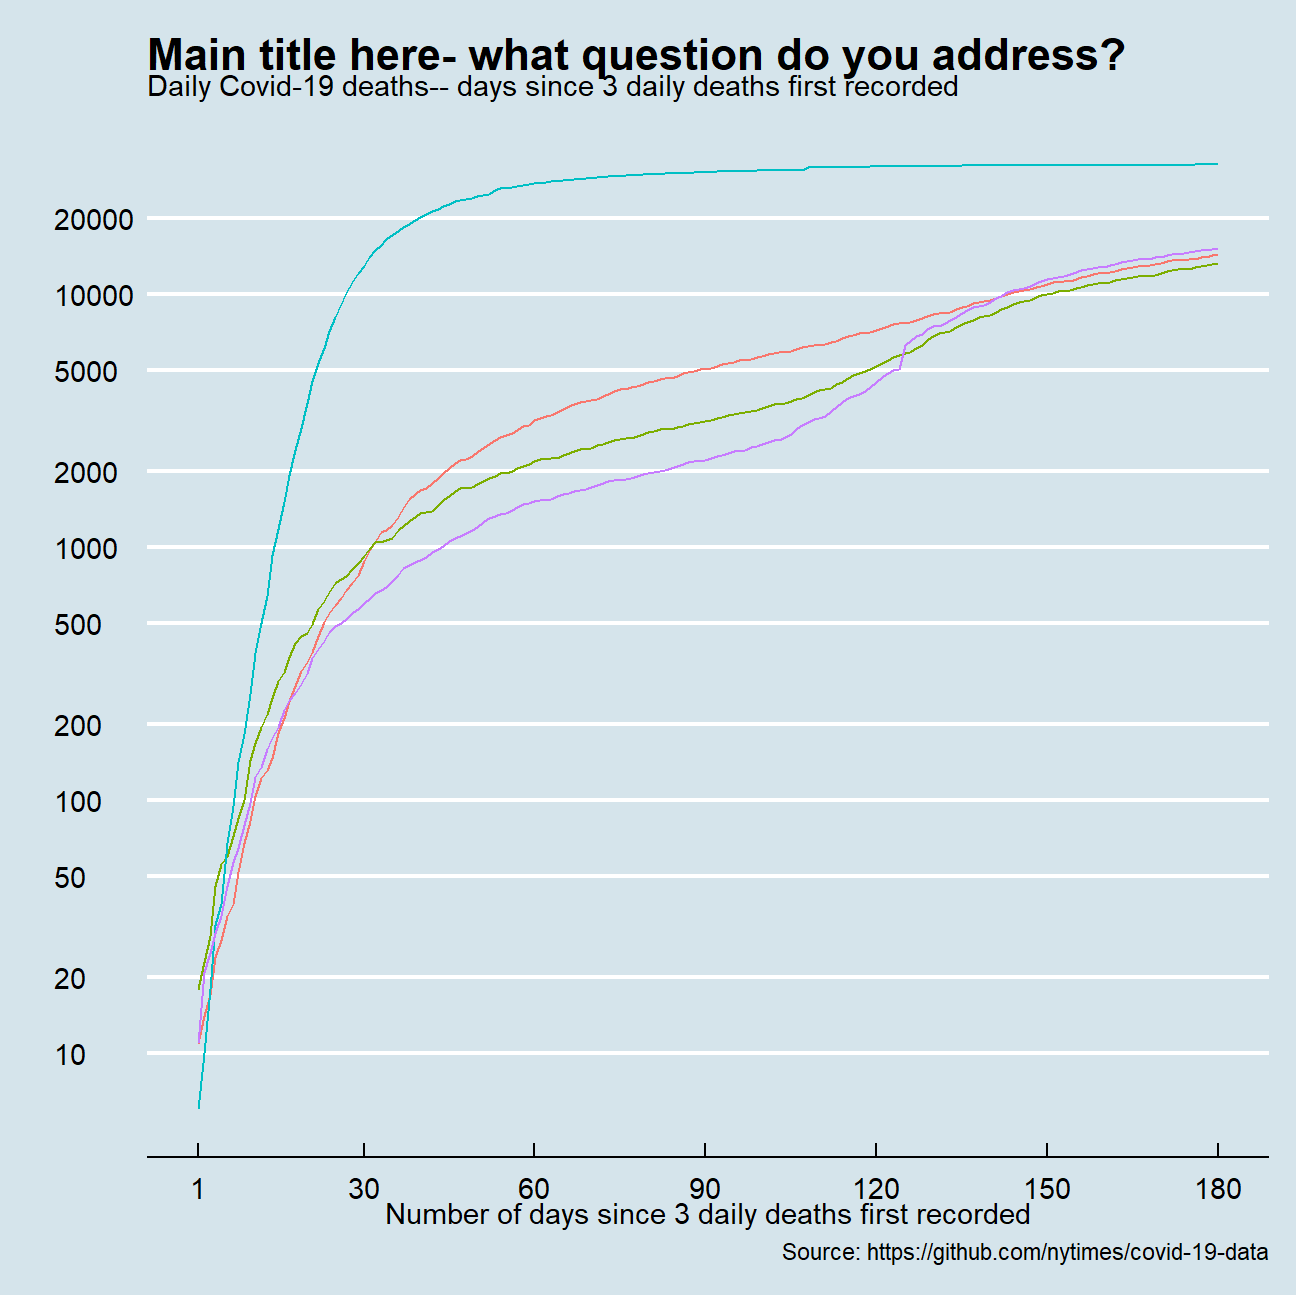 Main title here- what question do you address?
Daily Covid-19 deaths-- days since 3 daily deaths first recorded
20000
10000
5000
2000
1000
500
200
100
50
20
10
1 30 60 90 120 150 180
Number of days since 3 daily deaths first recorded
Source: https://github.com/nytimes/covid-19-data